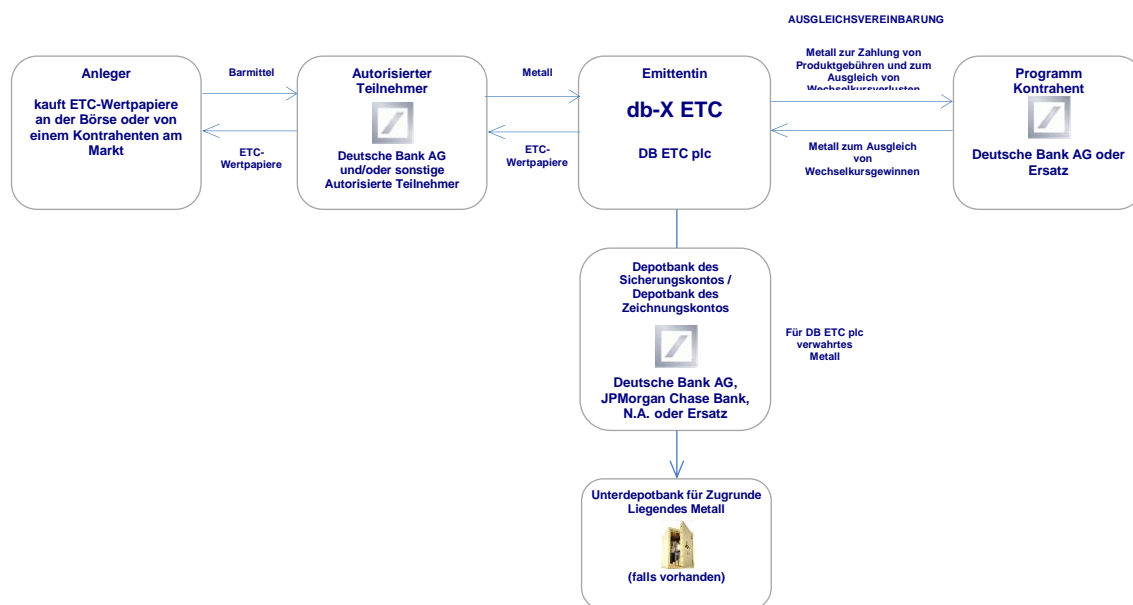 AUSGLEICHSVEREINBARUNG
Anleger
kauft ETC-Wertpapiere
an der Börse oder von
einem Kontrahenten am
Markt
Barmittel
ETC-
Wertpapiere
Autorisierter
Teilnehmer
Deutsche Bank AG
und/oder sonstige
Autorisierte Teilnehmer
Metall
ETC-
Wertpapiere
Emittentin
db-X ETC
DB ETC plc
Metall zur Zahlung von
Produktgebühren und zum
Ausgleich von
Wechselkursverlusten
Metall zum Ausgleich
von
Wechselkursgewinnen
Programm
Kontrahent
Deutsche Bank AG oder
Ersatz
Depotbank des
Sicherungskontos /
Depotbank des
Zeichnungskontos
Deutsche Bank AG,
JPMorgan Chase Bank,
N.A. oder Ersatz
Für DB ETC plc
verwahrtes
Metall
Unterdepotbank für Zugrunde
Liegendes Metall
(falls vorhanden)